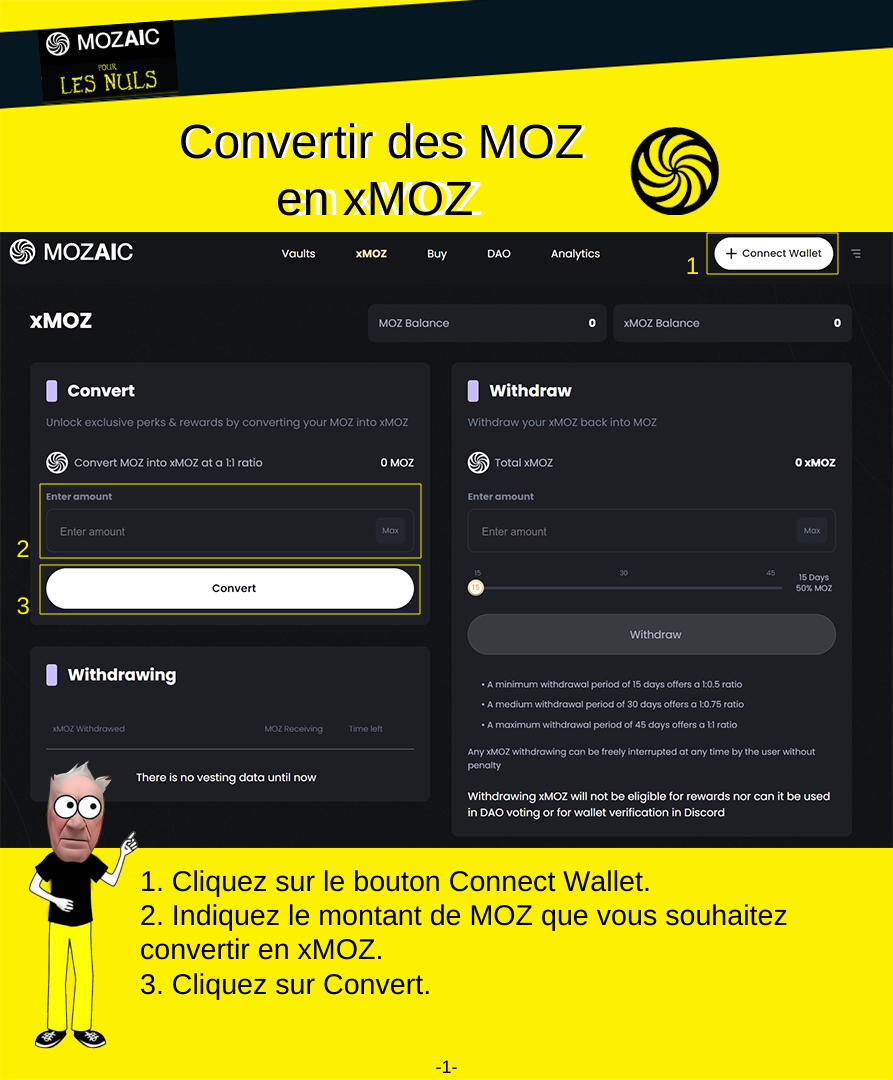 MOZAIC
POUR
LES NULS
Convertir des MOZ
en xMOZ
MOZAIC
Vaults
xMOZ
Buy
DAO
Analytics
1
+ Connect Wallet
xMOZ
MOZ Balance
0
xMOZ Balance
0
Convert
Unlock exclusive perks & rewards by converting your MOZ into xMOZ
Convert MOZ into xMOZ at a 1:1 ratio
0 MOZ
Enter amount
Enter amount
Max
2
3
Convert
Withdraw
Withdraw your xMOZ back into MOZ
Total xMOZ
0 xMOZ
Enter amount
Enter amount
Max
15
30
45
15
15 Days
50% MOZ
Withdraw
• A minimum withdrawal period of 15 days offers a 1:0.5 ratio
• A medium withdrawal period of 30 days offers a 1:0.75 ratio
• A maximum withdrawal period of 45 days offers a 1:1 ratio
Any xMOZ withdrawing can be freely interrupted at any time by the user without
penalty
Withdrawing xMOZ will not be eligible for rewards nor can it be used
in DAO voting or for wallet verification in Discord
Withdrawing
xMOZ Withdrawed
MOZ Receiving
Time left
There is no vesting data until now
1. Cliquez sur le bouton Connect Wallet.
2. Indiquez le montant de MOZ que vous souhaitez
convertir en xMOZ.
3. Cliquez sur Convert.
-1-